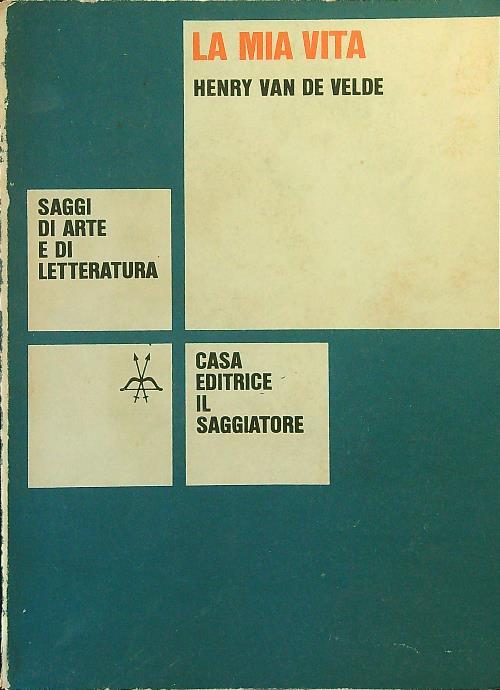 LA MIA VITA
HENRY VAN DE VELDE
SAGGI
DI ARTE
E DI
LETTERATURA
CASA
EDITRICE
IL
SAGGIATORE